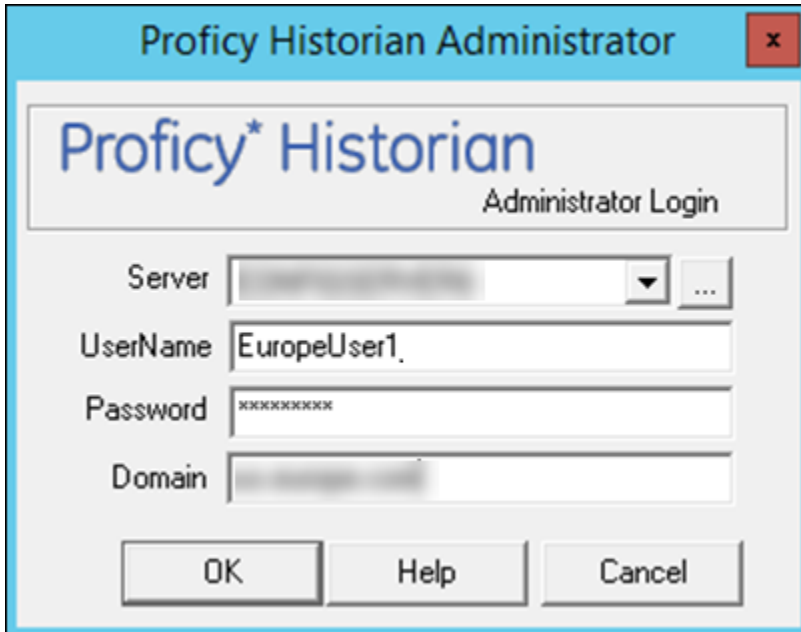 Proficy Historian Administrator
x
Proficy* Historian
Administrator Login
Server
...
UserName EuropeUser1
Password *********
Domain
OK Help Cancel